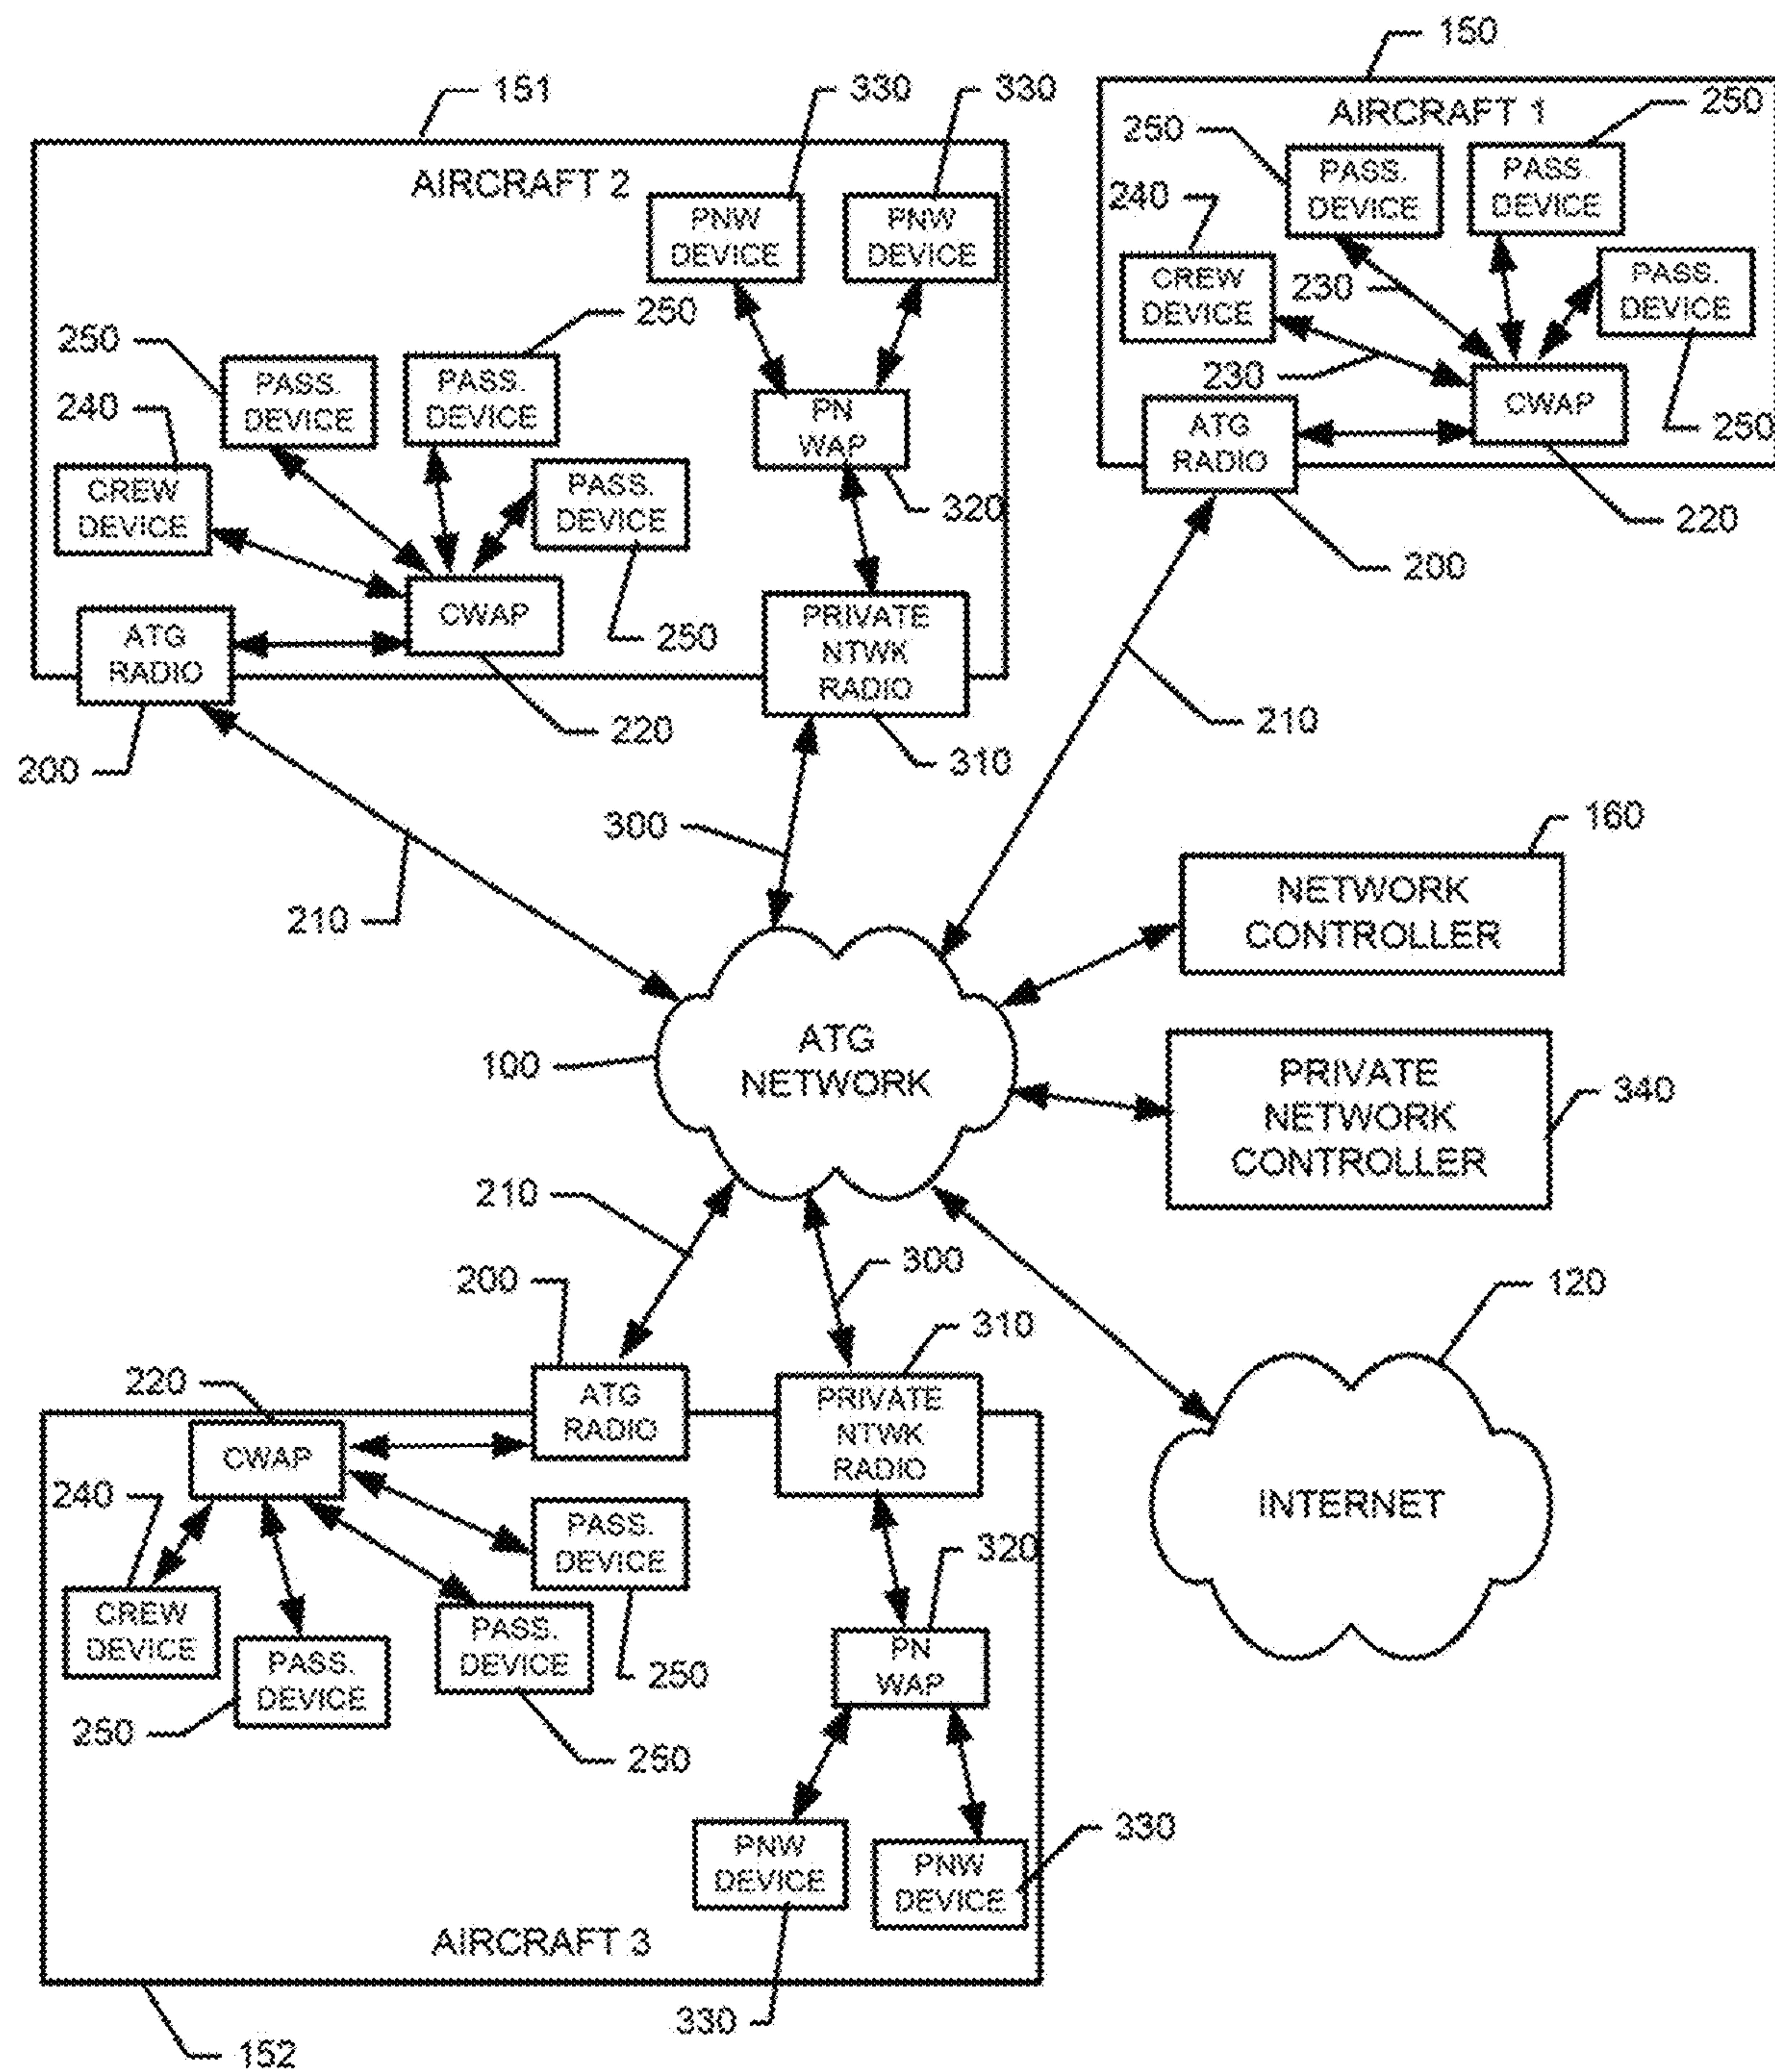 150
151
330
330
AIRCRAFT 1
250
250
AIRCRAFT 2
PASS.
DEVICE
PASS.
DEVICE
240
PNW
DEVICE
PNW
DEVICE
CREW
DEVICE
230
PASS.
DEVICE
250
250
PASS.
DEVICE
PASS.
DEVICE
230
CWAP
240
PN
WAP
ATG
RADIO
250
CREW
DEVICE
PASS.
DEVICE
320
220
200
CWAP
PRIVATE
NTWK
RADIO
ATG
RADIO
250
220
210
200
310
300
160
210
NETWORK
CONTROLLER
100
ATG
NETWORK
PRIVATE
NETWORK
CONTROLLER
340
210
300
200
120
310
220
ATG
RADIO
PRIVATE
NTWK
RADIO
CWAP
240
PASS.
DEVICE
INTERNET
320
CREW
DEVICE
PASS.
DEVICE
PASS.
DEVICE
250
PN
WAP
250
250
PNW
DEVICE
330
PNW
DEVICE
AIRCRAFT 3
330
152